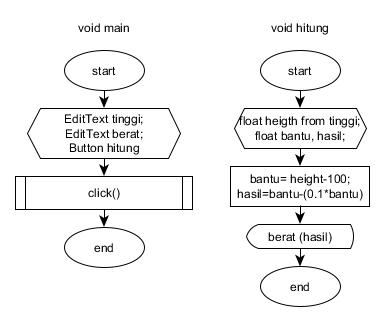 void main
start
EditText tinggi;
EditText berat;
Button hitung
click()
end
void hitung
start
float heigth from tinggi;
float bantu, hasil;
bantu= height-100;
hasil=bantu-(0.1*bantu)
berat (hasil)
end